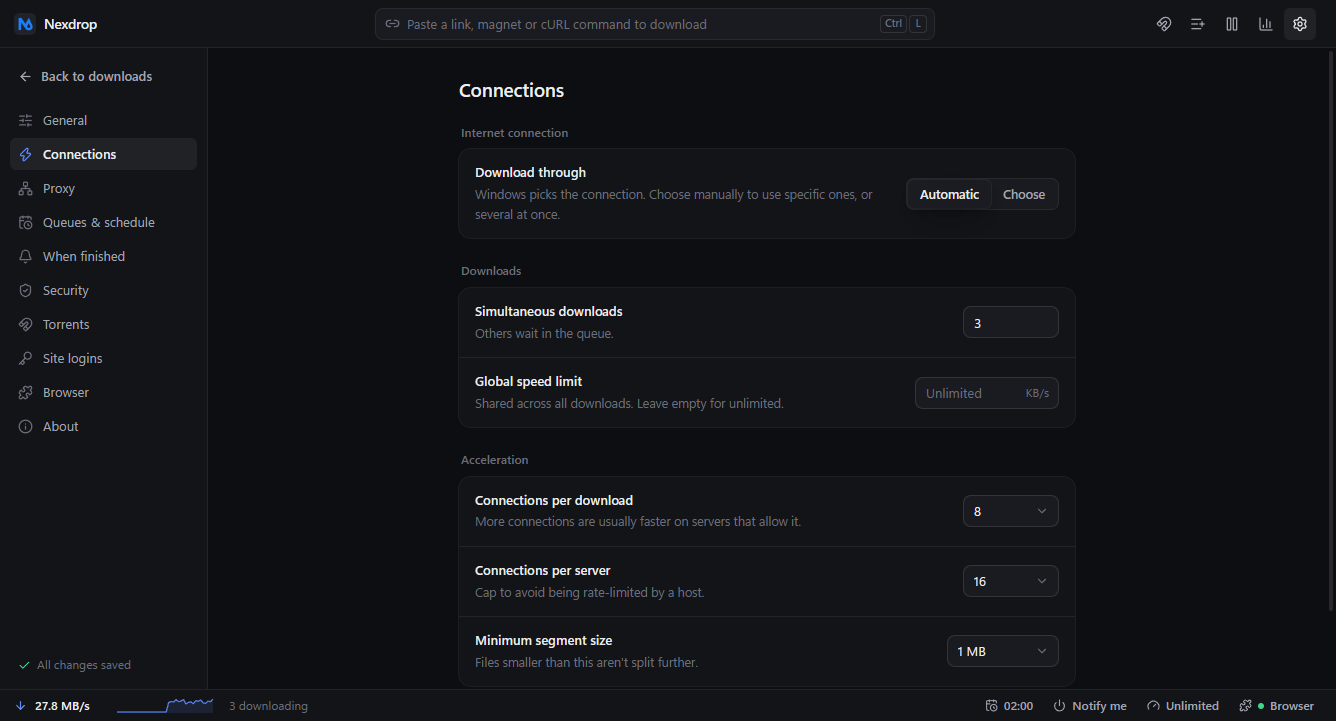 Nexdrop
Paste a link, magnet or cURL command to download
Ctrl L
Back to downloads
General
Connections
Proxy
Queues & schedule
When finished
Security
Torrents
Site logins
Browser
About
All changes saved
Connections
Internet connection
Download through
Windows picks the connection. Choose manually to use specific ones, or
several at once.
Automatic Choose
Downloads
Simultaneous downloads
Others wait in the queue.
3
Global speed limit
Shared across all downloads. Leave empty for unlimited.
Unlimited KB/s
Acceleration
Connections per download
More connections are usually faster on servers that allow it.
8
Connections per server
Cap to avoid being rate-limited by a host.
16
Minimum segment size
Files smaller than this aren't split further.
1 MB
27.8 MB/s
3 downloading
02:00
Notify me
Unlimited
Browser